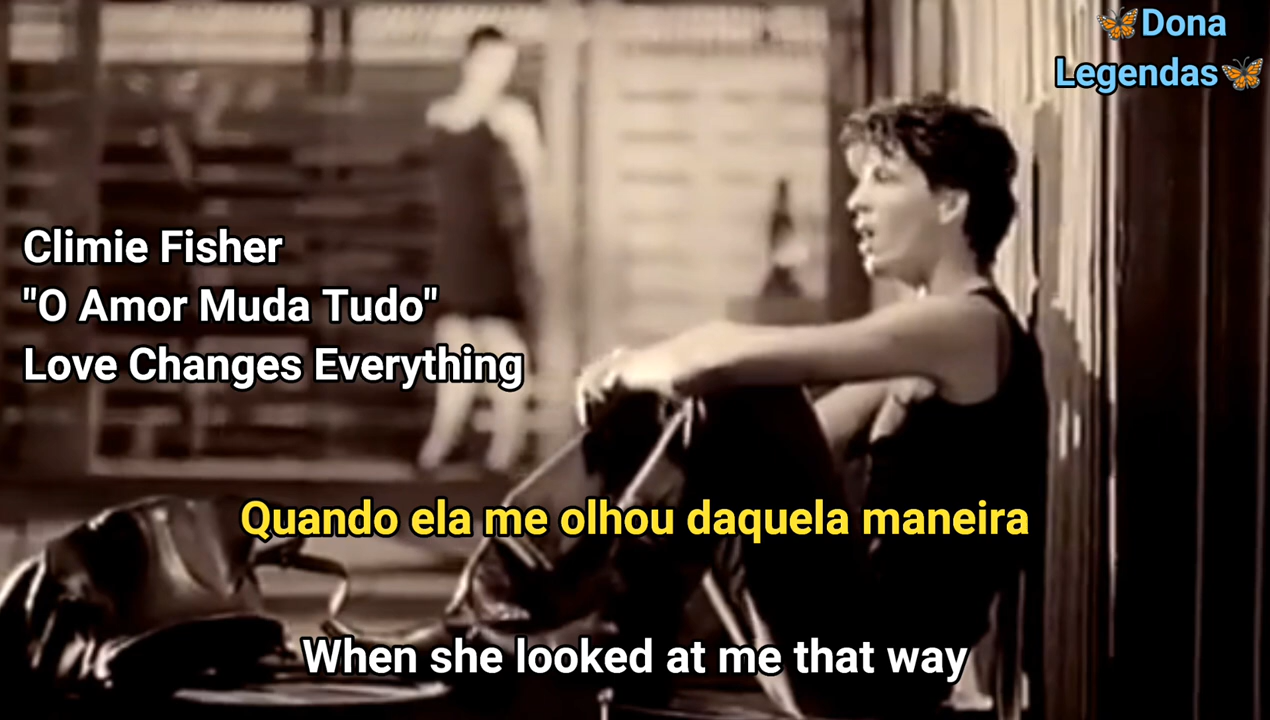 🦋Dona
Legendas🦋
Climie Fisher
"O Amor Muda Tudo"
Love Changes Everything
Quando ela me olhou daquela maneira
When she looked at me that way